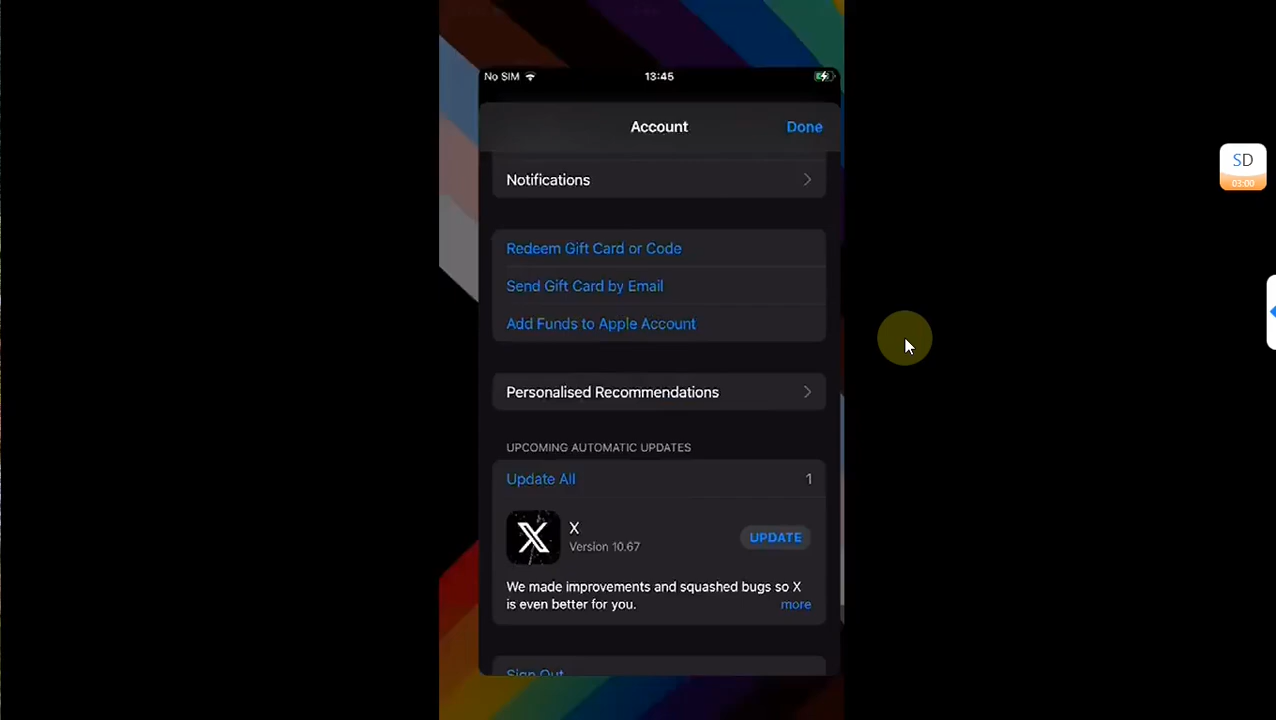 No SIM
13:45
Account
Done
Notifications
Redeem Gift Card or Code
Send Gift Card by Email
Add Funds to Apple Account
Personalised Recommendations
UPCOMING AUTOMATIC UPDATES
Update All
1
X
Version 10.67
UPDATE
We made improvements and squashed bugs so X
is even better for you.
more
Sign Out
SD
03:00